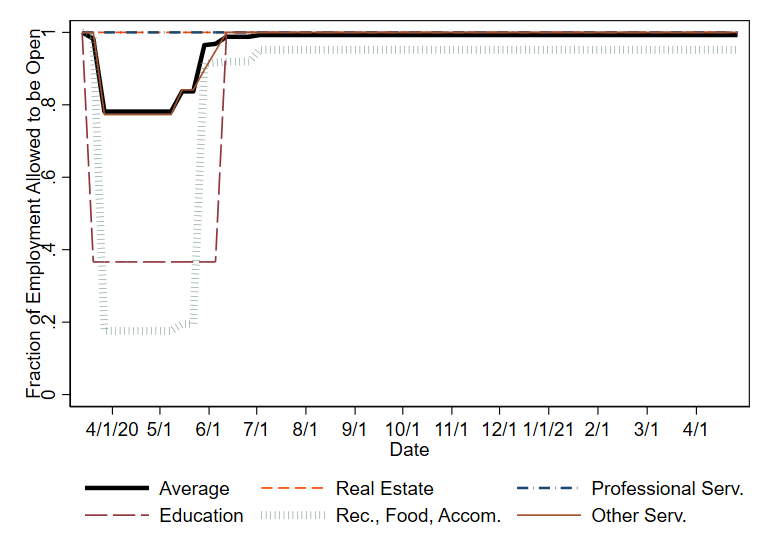 Fraction of Employment Allowed to be Open
1
.8
.6
.4
.2
0
4/1/20 5/1 6/1 7/1 8/1 9/1 10/1 11/1 12/1 1/1/21 2/1 3/1 4/1
Date
Average Real Estate Professional Serv.
Education Rec., Food, Accom. Other Serv.